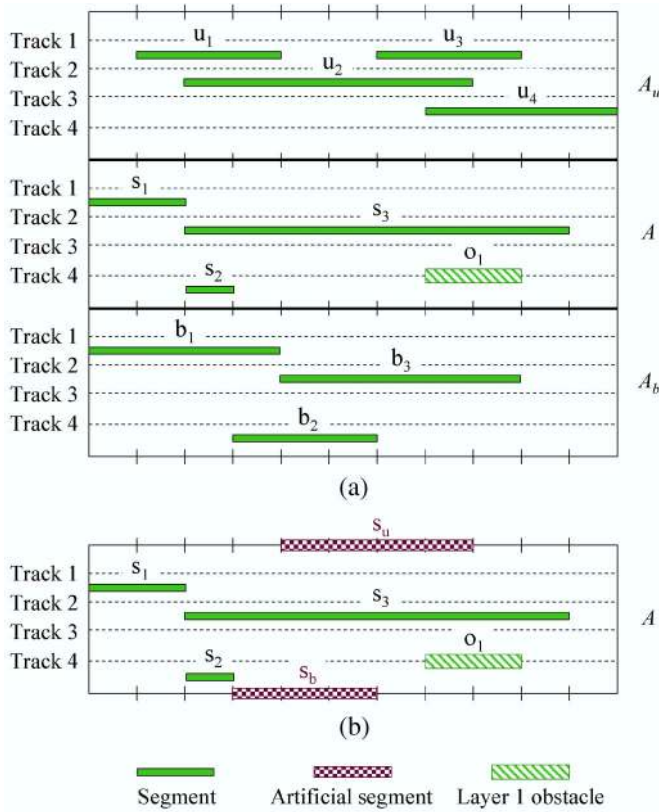 Track 1
Track 2
Track 3
Track 4
u1
u3
u2
u4
Au
Track 1
Track 2
Track 3
Track 4
s1
s3
s2
o1
A
Track 1
Track 2
Track 3
Track 4
b1
b3
b2
Ab
(a)
su
Track 1
Track 2
Track 3
Track 4
s1
s3
s2
o1
sb
A
(b)
Segment
Artificial segment
Layer 1 obstacle